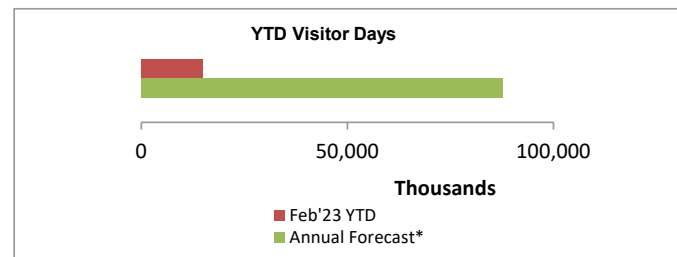 YTD Visitor Days
0 50,000 100,000
Thousands
Feb'23 YTD
Annual Forecast*